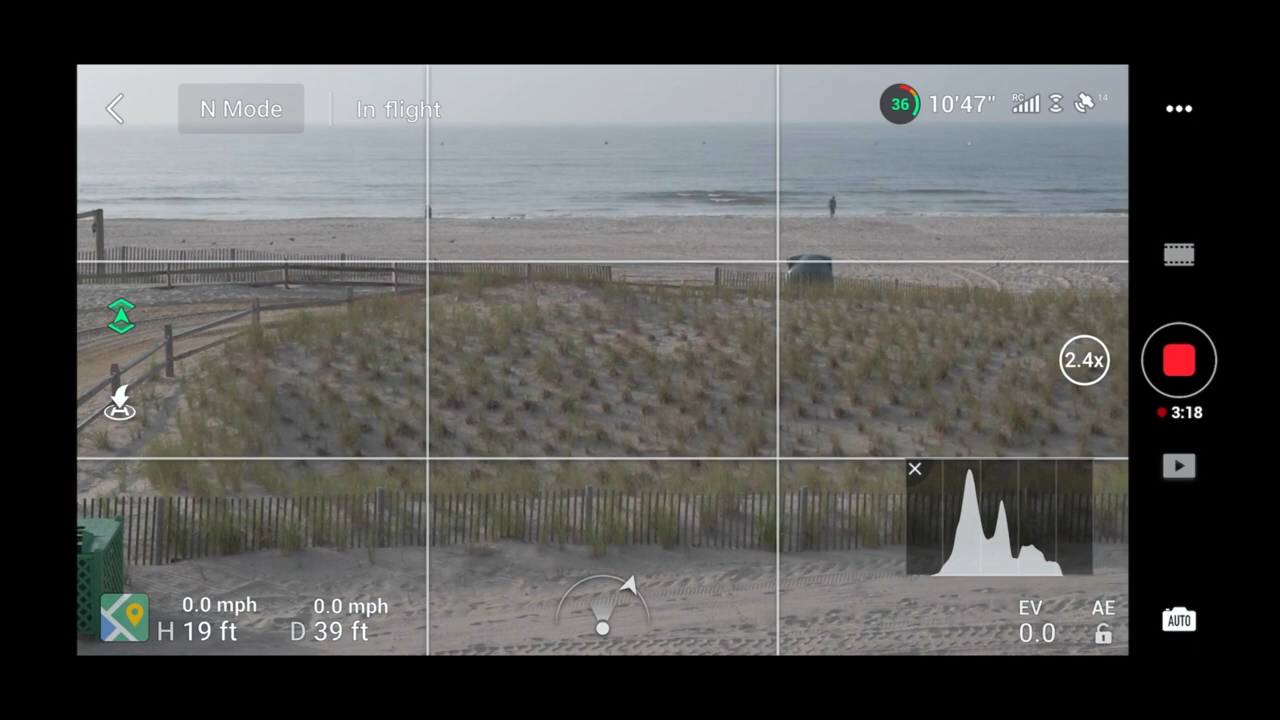 N Mode
In flight
36
10'47"
RC
14
2.4x
3:18
0.0 mph
0.0 mph
H 19 ft
D 39 ft
EV
AE
0.0
AUTO